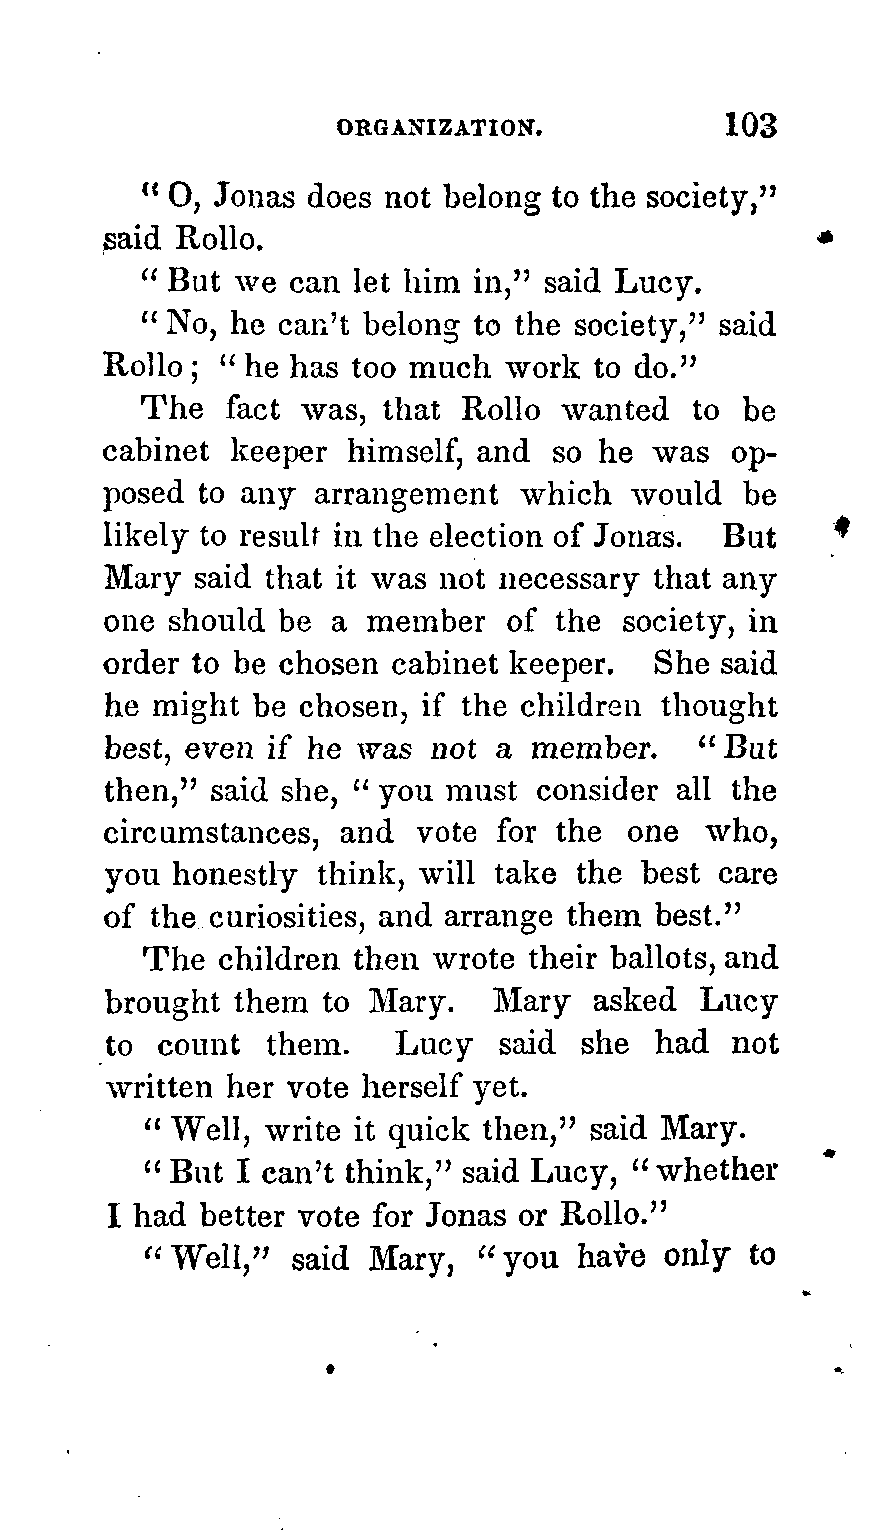 ORGANIZATION. 103
“ O, Jonas does not belong to the society,”
said Rollo.
“ But we can let him in,” said Lucy.
“ No, he can’t belong to the society,” said
Rollo; “ he has too much work to do.”
The fact was, that Rollo wanted to be
cabinet keeper himself, and so he was op-
posed to any arrangement which would be
likely to result in the election of Jonas. But
Mary said that it was not necessary that any
one should be a member of the society, in
order to be chosen cabinet keeper. She said
he might be chosen, if the children thought
best, even if he was not a member. “ But
then,” said she, “ you must consider all the
circumstances, and vote for the one who,
you honestly think, will take the best care
of the curiosities, and arrange them best.”
The children then wrote their ballots, and
brought them to Mary. Mary asked Lucy
to count them. Lucy said she had not
written her vote herself yet.
“ Well, write it quick then,” said Mary.
“ But I can’t think,” said Lucy, “ whether
I had better vote for Jonas or Rollo.”
“ Well,” said Mary, “ you have only to